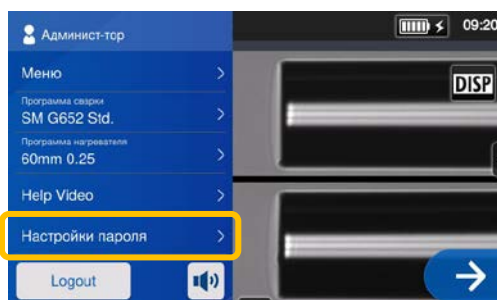 Админист-тор
09:20
Меню
DISP
Программа сварки
SM G652 Std.
Программа нагревателя
60mm 0.25
Help Video
Настройки пароля
Logout